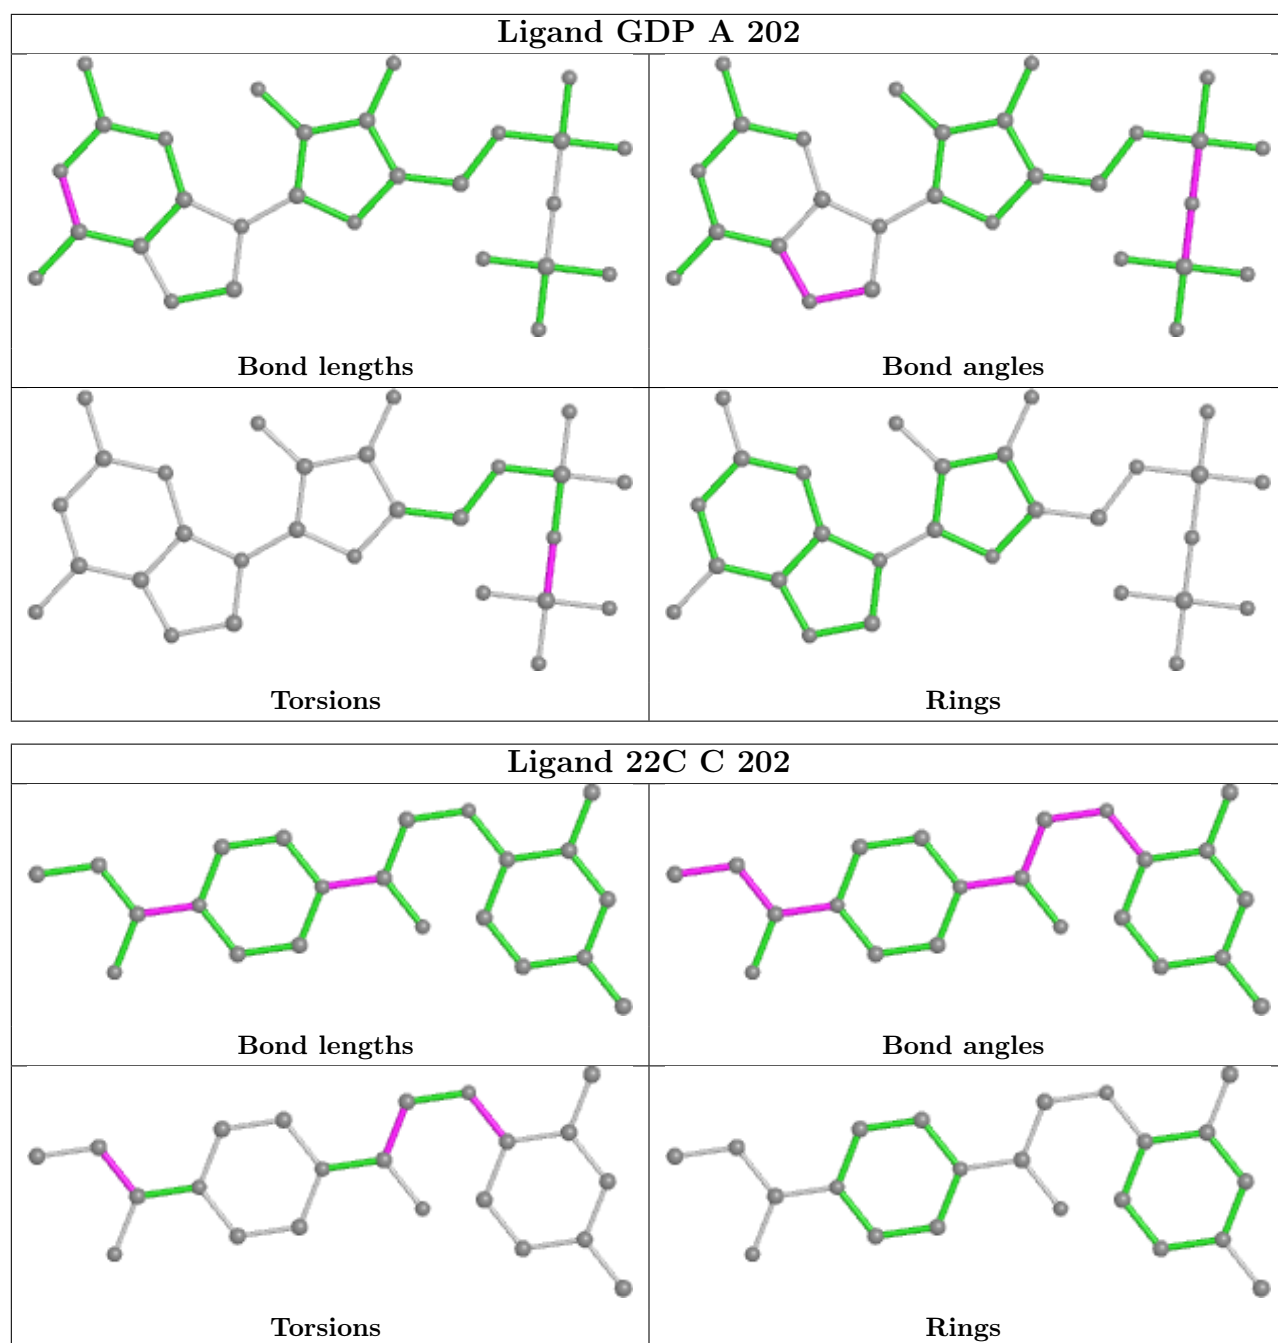 Ligand GDP A 202
Bond lengths
Bond angles
Torsions
Rings
Ligand 22C C 202
Bond lengths
Bond angles
Torsions
Rings